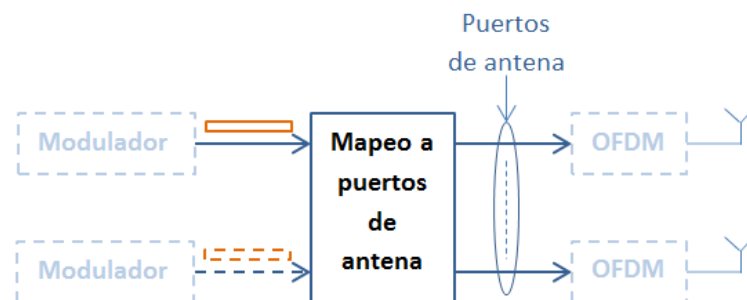 Puertos
de antena
Modulador
Mapeo a
puertos
de
antena
OFDM
Modulador
OFDM